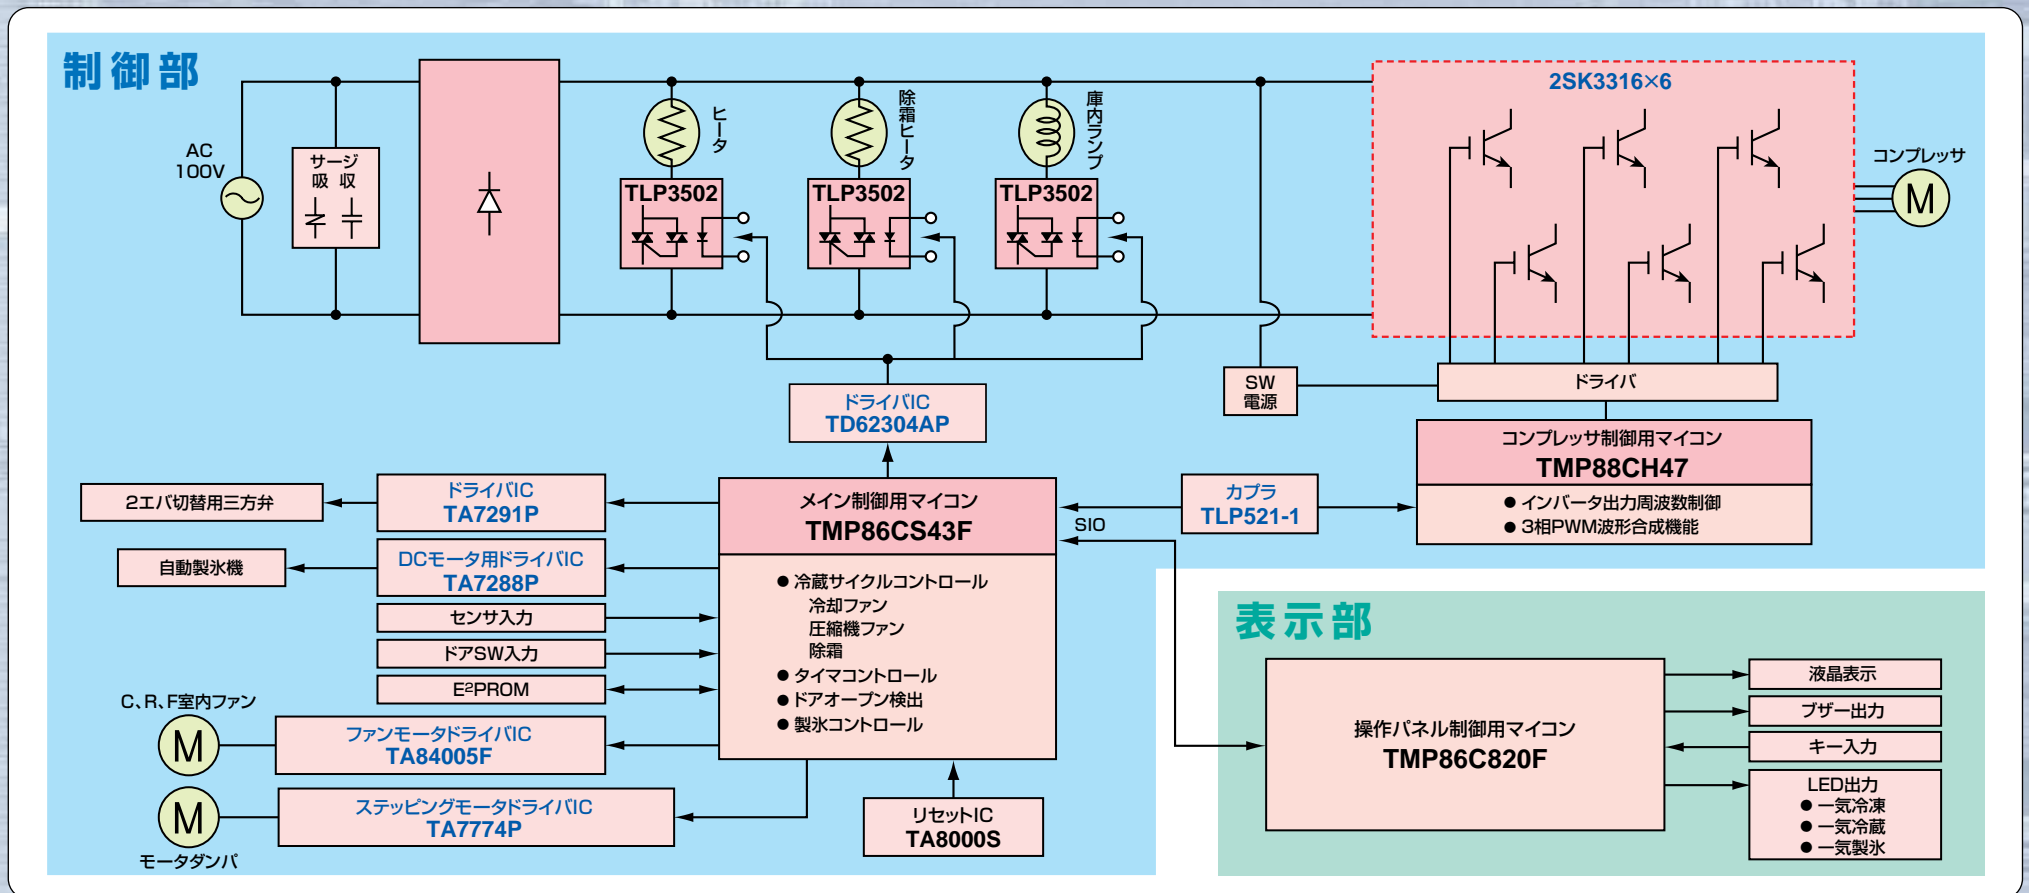 制御部
AC
100V
サージ
吸 収
ヒータ
TLP3502
除霜ヒータ
TLP3502
庫内ランプ
TLP3502
2SK3316×6
コンプレッサ
M
SW
電源
ドライバ
ドライバIC
TD62304AP
コンプレッサ制御用マイコン
TMP88CH47
● インバータ出力周波数制御
● 3相PWM波形合成機能
カプラ
TLP521-1
SIO
2エバ切替用三方弁
ドライバIC
TA7291P
自動製氷機
DCモータ用ドライバIC
TA7288P
センサ入力
ドアSW入力
E²PROM
C、R、F室内ファン
M
ファンモータドライバIC
TA84005F
M
モータダンパ
ステッピングモータドライバIC
TA7774P
メイン制御用マイコン
TMP86CS43F
● 冷蔵サイクルコントロール
冷却ファン
圧縮機ファン
除霜
● タイマコントロール
● ドアオープン検出
● 製氷コントロール
リセットIC
TA8000S
表示部
操作パネル制御用マイコン
TMP86C820F
液晶表示
ブザー出力
キー入力
LED出力
● 一気冷凍
● 一気冷蔵
● 一気製氷